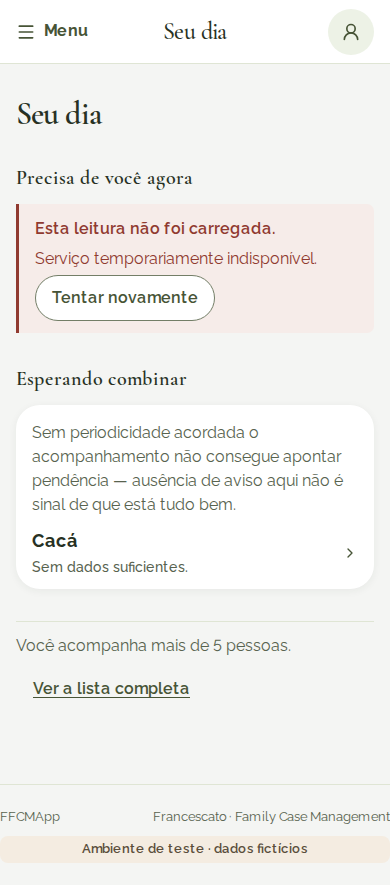 Menu
Seu dia
Seu dia
Precisa de você agora
Esta leitura não foi carregada.
Serviço temporariamente indisponível.
Tentar novamente
Esperando combinar
Sem periodicidade acordada o
acompanhamento não consegue apontar
pendência — ausência de aviso aqui não é
sinal de que está tudo bem.
Cacá
Sem dados suficientes.
Você acompanha mais de 5 pessoas.
Ver a lista completa
FFCMApp
Francescato · Family Case Management
Ambiente de teste · dados fictícios